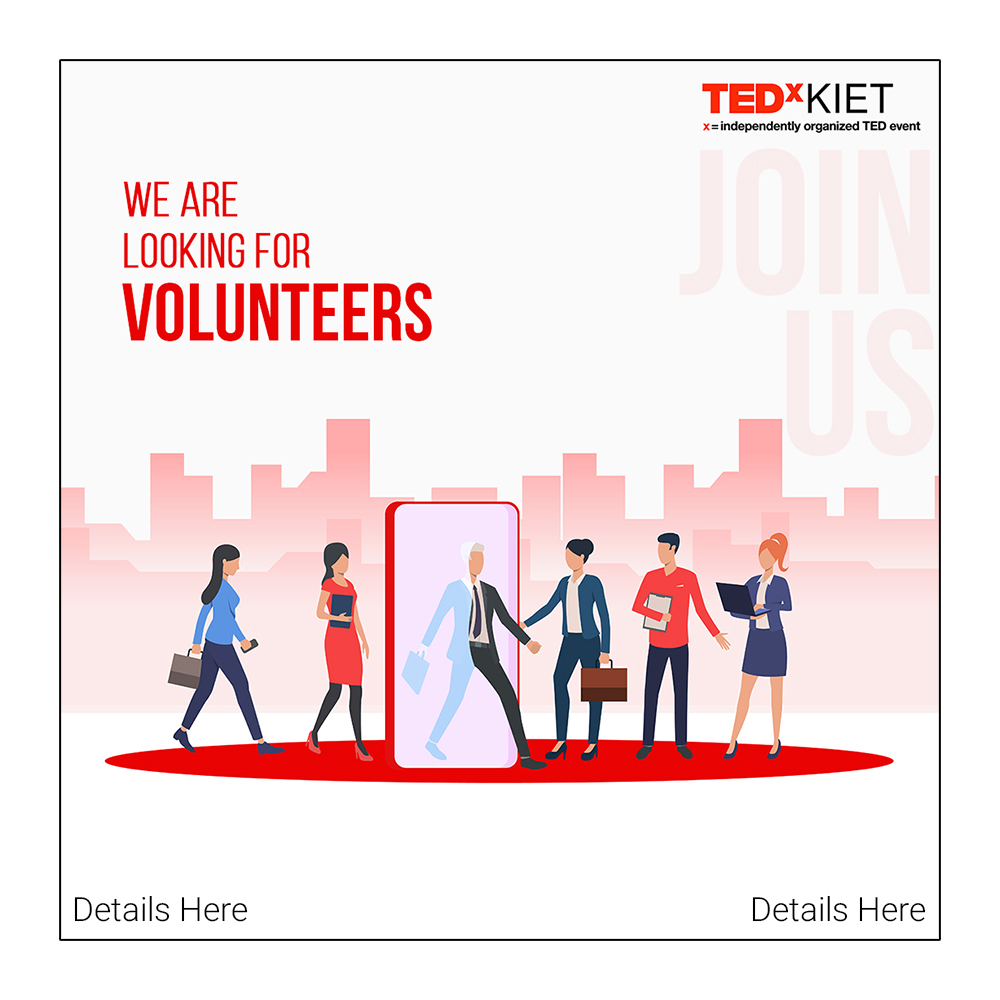 TEDxKIET
x=independently organized TED event
JOIN
US
WE ARE
LOOKING FOR
VOLUNTEERS
Details Here
Details Here